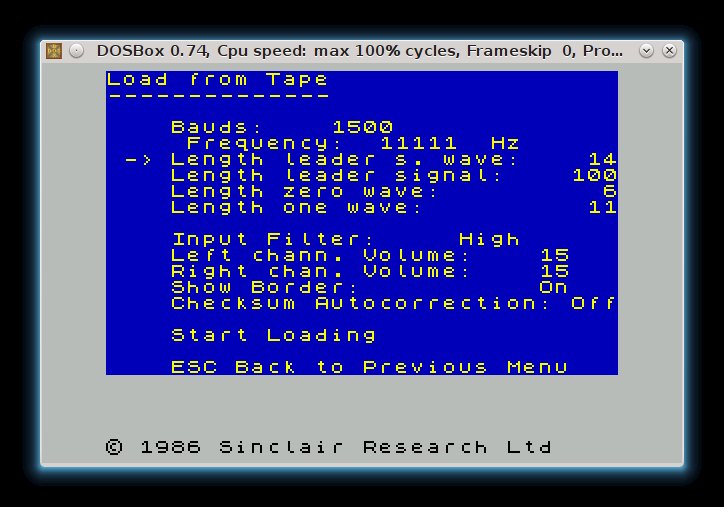 DOSBox 0.74, Cpu speed: max 100% cycles, Frameskip  0, Pro...
Load from Tape
--------------
Bauds: 1500
Frequency: 11111 Hz
-> Length leader s. wave: 14
Length leader signal: 100
Length zero wave: 6
Length one wave: 11
Input Filter: High
Left chann. Volume: 15
Right chan. Volume: 15
Show Border: On
Checksum Autocorrection: Off
Start Loading
ESC Back to Previous Menu
© 1986 Sinclair Research Ltd